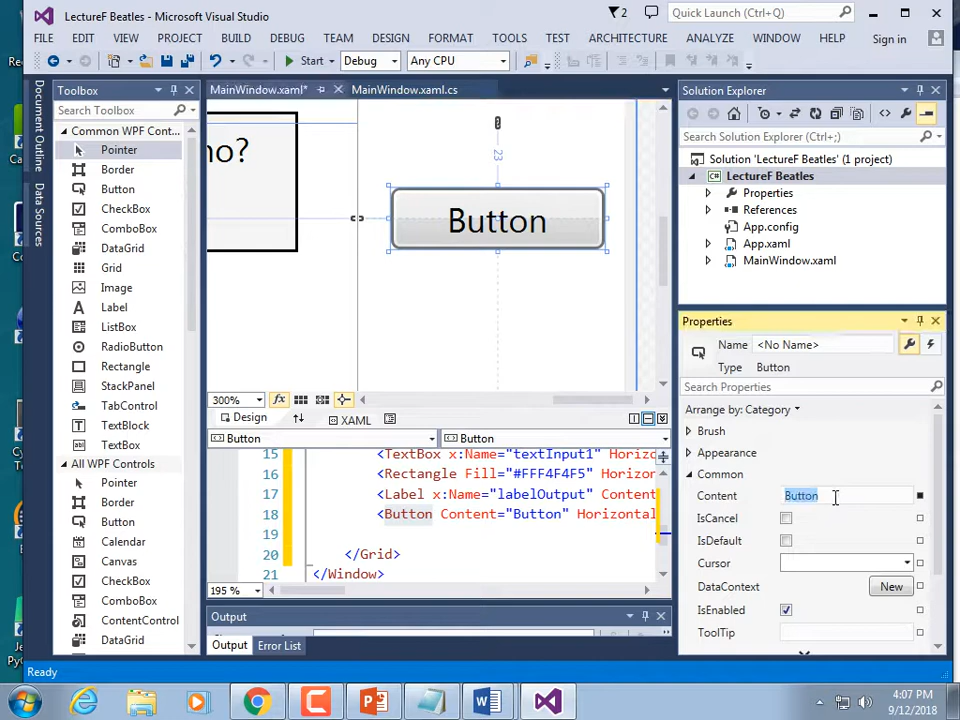 LectureF Beatles - Microsoft Visual Studio
2
Quick Launch (Ctrl+Q)
FILE EDIT VIEW PROJECT BUILD DEBUG TEAM DESIGN FORMAT TOOLS TEST ARCHITECTURE ANALYZE WINDOW HELP Sign in
Start Debug Any CPU
Document Outline
Data Sources
Toolbox
Search Toolbox
Common WPF Cont...
Pointer
Border
Button
CheckBox
ComboBox
DataGrid
Grid
Image
Label
ListBox
RadioButton
Rectangle
StackPanel
TabControl
TextBlock
TextBox
All WPF Controls
Pointer
Border
Button
Calendar
Canvas
CheckBox
ComboBox
ContentControl
DataGrid
MainWindow.xaml*
MainWindow.xaml.cs
no?
23
Button
300%
fx
Design
XAML
Button
Button
15 <TextBox x:Name="textInput1" Horizo
16 <Rectangle Fill="#FFF4F4F5" Horizon
17 <Label x:Name="labelOutput" Content
18 <Button Content="Button" Horizontal
19
20 </Grid>
21 </Window>
195 %
Output
Output
Error List
Solution Explorer
Search Solution Explorer (Ctrl+;)
Solution 'LectureF Beatles' (1 project)
LectureF Beatles
Properties
References
App.config
App.xaml
MainWindow.xaml
Properties
Name <No Name>
Type Button
Search Properties
Arrange by: Category
Brush
Appearance
Common
Content Button
IsCancel
IsDefault
Cursor
DataContext New
IsEnabled
ToolTip
Ready
4:07 PM
9/12/2018